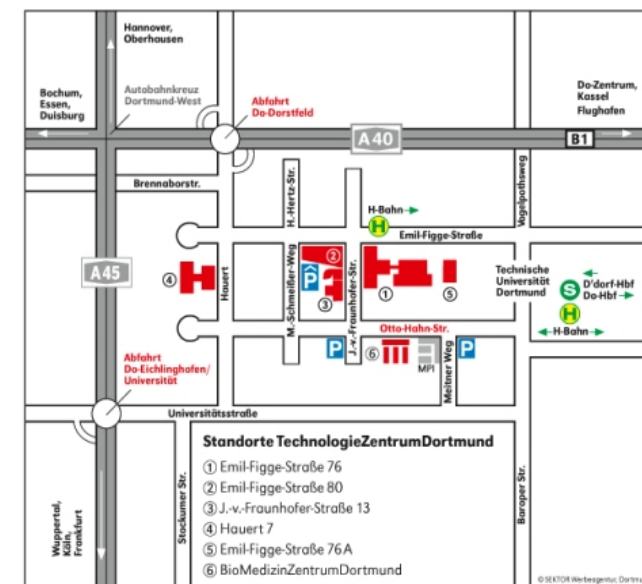 Hannover,
Oberhausen
Bochum,
Essen,
Duisburg
Autobahnkreuz
Dortmund-West
Abfahrt
Do-Dorstfeld
Do-Zentrum,
Kassel
Flughafen
A 40
B1
Brennaborstr.
H.-Hertz-Str.
Vogelpothsweg
H-Bahn
H
Emil-Figge-Straße
A 45
4
Hauert
M.-Schmeißer-Weg
P
2
3
J.-v.-Fraunhofer-Str.
1
5
Technische
Universität
Dortmund
S
D'dorf-Hbf
Do-Hbf
H
H-Bahn
Otto-Hahn-Str.
P
6
MPI
Meitner Weg
P
Abfahrt
Do-Eichlinghofen/
Universität
Universitätsstraße
Stockumer Str.
Baroper Str.
Wuppertal,
Köln,
Frankfurt
Standorte TechnologieZentrumDortmund
1 Emil-Figge-Straße 76
2 Emil-Figge-Straße 80
3 J.-v.-Fraunhofer-Straße 13
4 Hauert 7
5 Emil-Figge-Straße 76 A
6 BioMedizinZentrumDortmund
© SEKTOR Werbeagentur, Dortmu